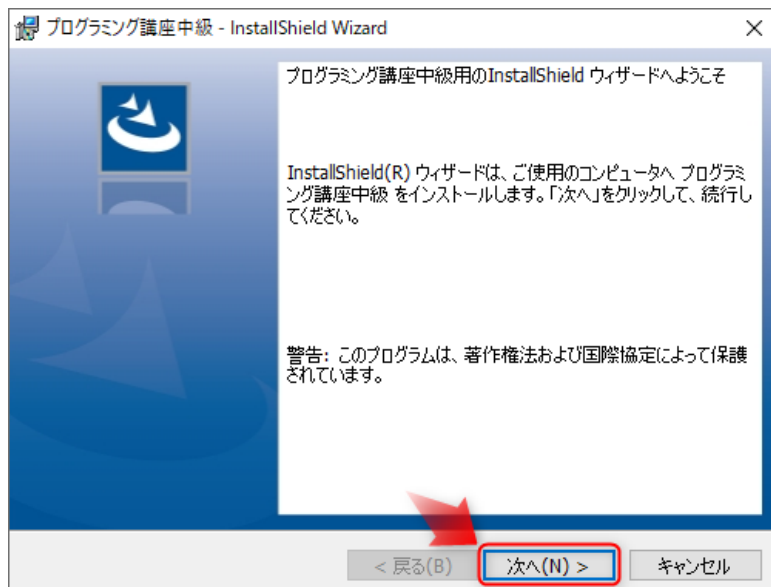 プログラミング講座中級 - InstallShield Wizard
プログラミング講座中級用のInstallShield ウィザードへようこそ
InstallShield(R) ウィザードは、ご使用のコンピュータへ プログラミ
ング講座中級 をインストールします。「次へ」をクリックして、続行し
てください。
警告: このプログラムは、著作権法および国際協定によって保護
されています。
< 戻る(B)
次へ(N) >
キャンセル